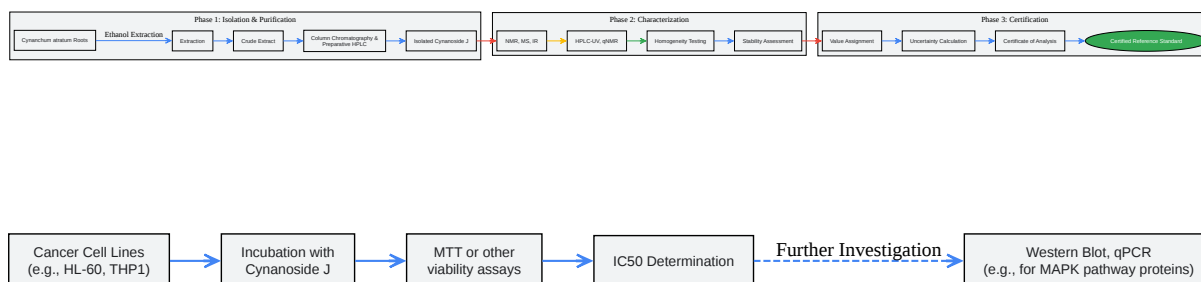 Phase 1: Isolation & Purification
Cynanchum atratum Roots
Ethanol Extraction
Extraction
Crude Extract
Column Chromatography &
Preparative HPLC
Isolated Cynanoside J
Phase 2: Characterization
NMR, MS, IR
HPLC-UV, qNMR
Homogeneity Testing
Stability Assessment
Phase 3: Certification
Value Assignment
Uncertainty Calculation
Certificate of Analysis
Certified Reference Standard
Cancer Cell Lines
(e.g., HL-60, THP1)
Incubation with
Cynanoside J
MTT or other
viability assays
IC50 Determination
Further Investigation
Western Blot, qPCR
(e.g., for MAPK pathway proteins)